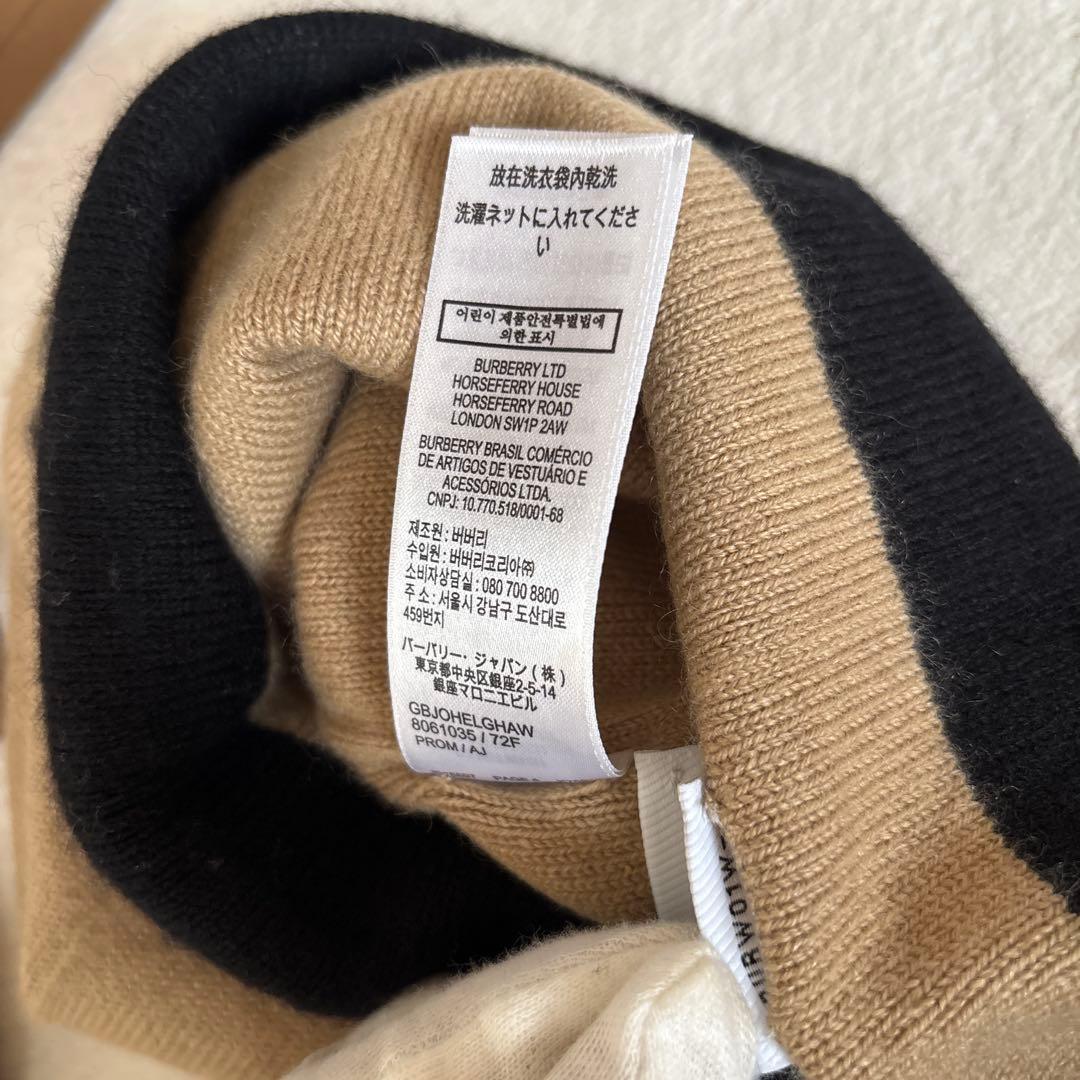 放在洗衣袋內乾洗
洗濯ネットに入れてくださ
い
어린이 제품안전특별법에
의한 표시
BURBERRY LTD
HORSEFERRY HOUSE
HORSEFERRY ROAD
LONDON SW1P 2AW
BURBERRY BRASIL COMÉRCIO
DE ARTIGOS DE VESTUÁRIO E
ACESSÓRIOS LTDA.
CNPJ: 10.770.518/0001-68
제조원 : 버버리
수입원 : 버버리코리아㈜
소비자상담실 : 080 700 8800
주 소 : 서울시 강남구 도산대로
459번지
バーバリー・ジャパン ( 株 )
東京都中央区銀座2-5-14
銀座マロニエビル
GBJOHELGHAW
8061035 / 72F
PROM / AJ